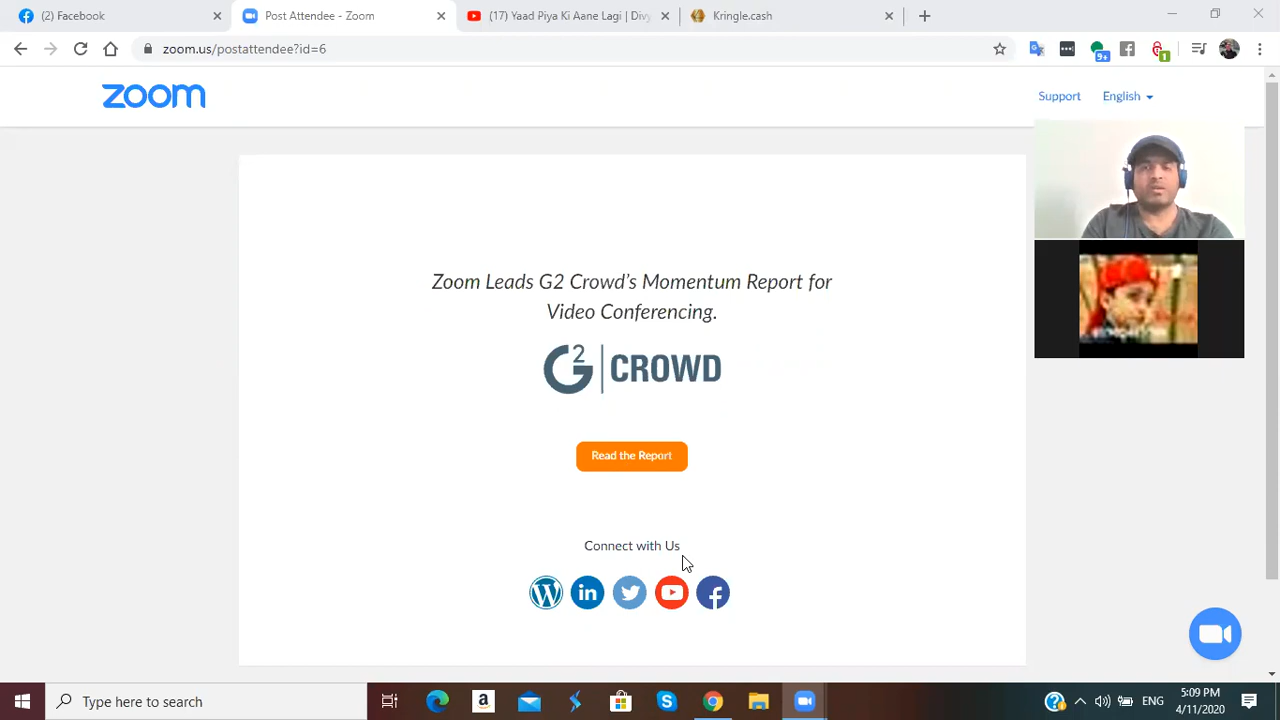 (2) Facebook
Post Attendee - Zoom
(17) Yaad Piya Ki Aane Lagi | Divy
Kringle.cash
zoom.us/postattendee?id=6
9+
1
zoom
Support
English
Zoom Leads G2 Crowd's Momentum Report for
Video Conferencing.
G2 | CROWD
Read the Report
Connect with Us
Type here to search
ENG
5:09 PM
4/11/2020